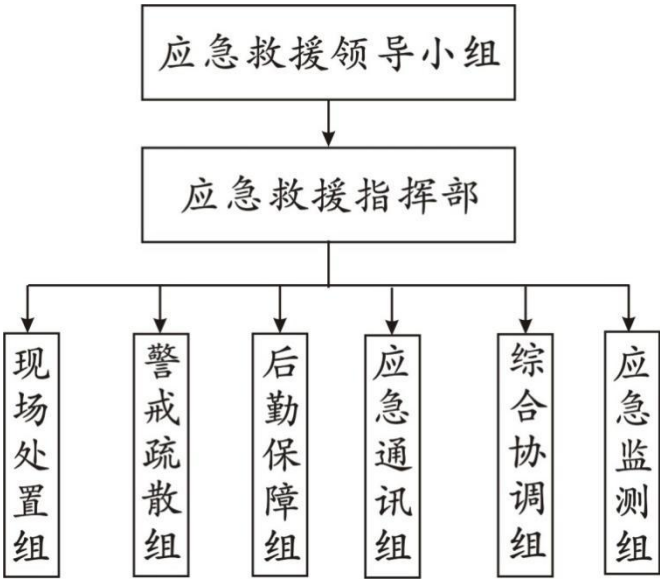 应急救援领导小组
应急救援指挥部
现场处置组
警戒疏散组
后勤保障组
应急通讯组
综合协调组
应急监测组